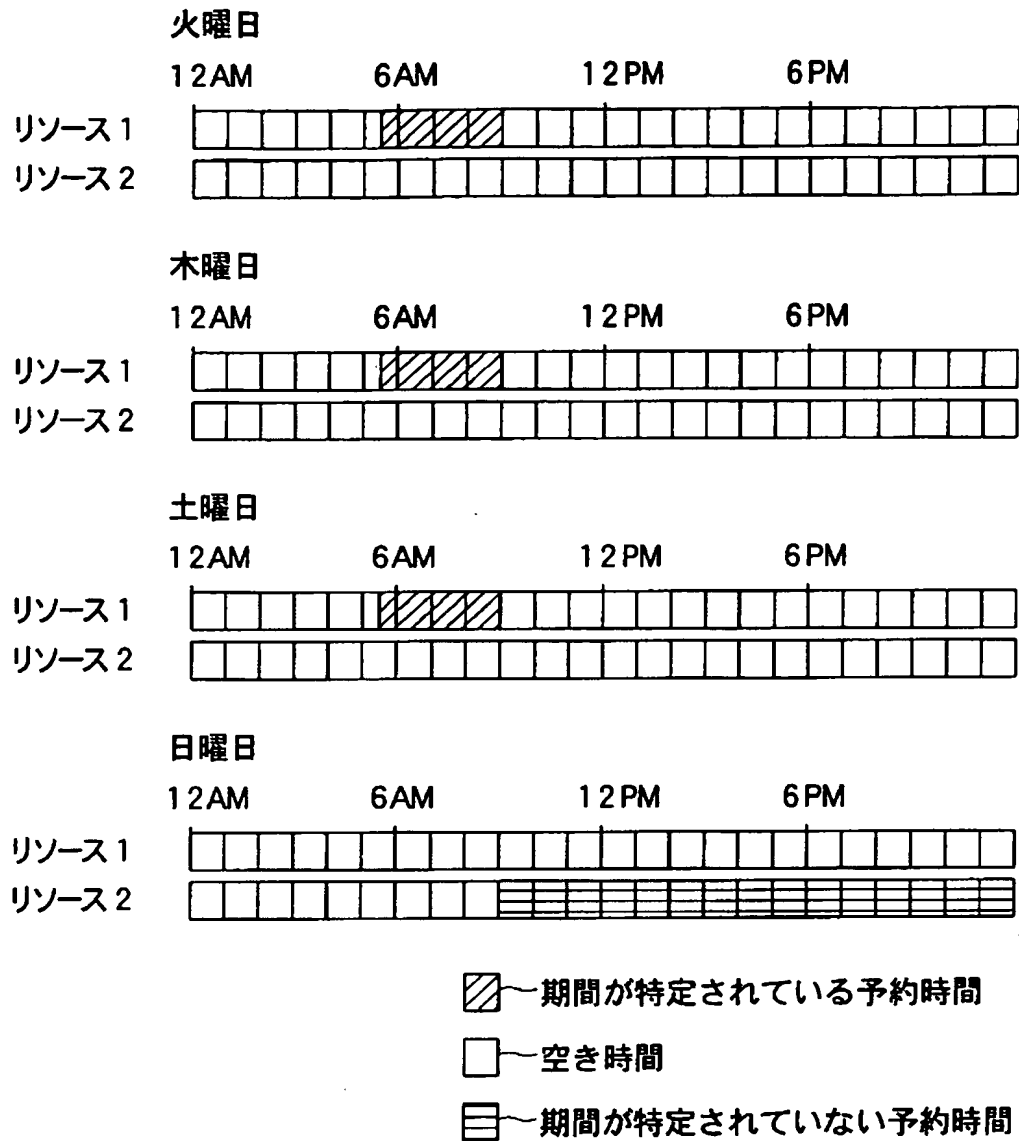 火曜日
12AM 6AM 12PM 6PM
リソース1
リソース2
木曜日
12AM 6AM 12PM 6PM
リソース1
リソース2
土曜日
12AM 6AM 12PM 6PM
リソース1
リソース2
日曜日
12AM 6AM 12PM 6PM
リソース1
リソース2
期間が特定されている予約時間
空き時間
期間が特定されていない予約時間